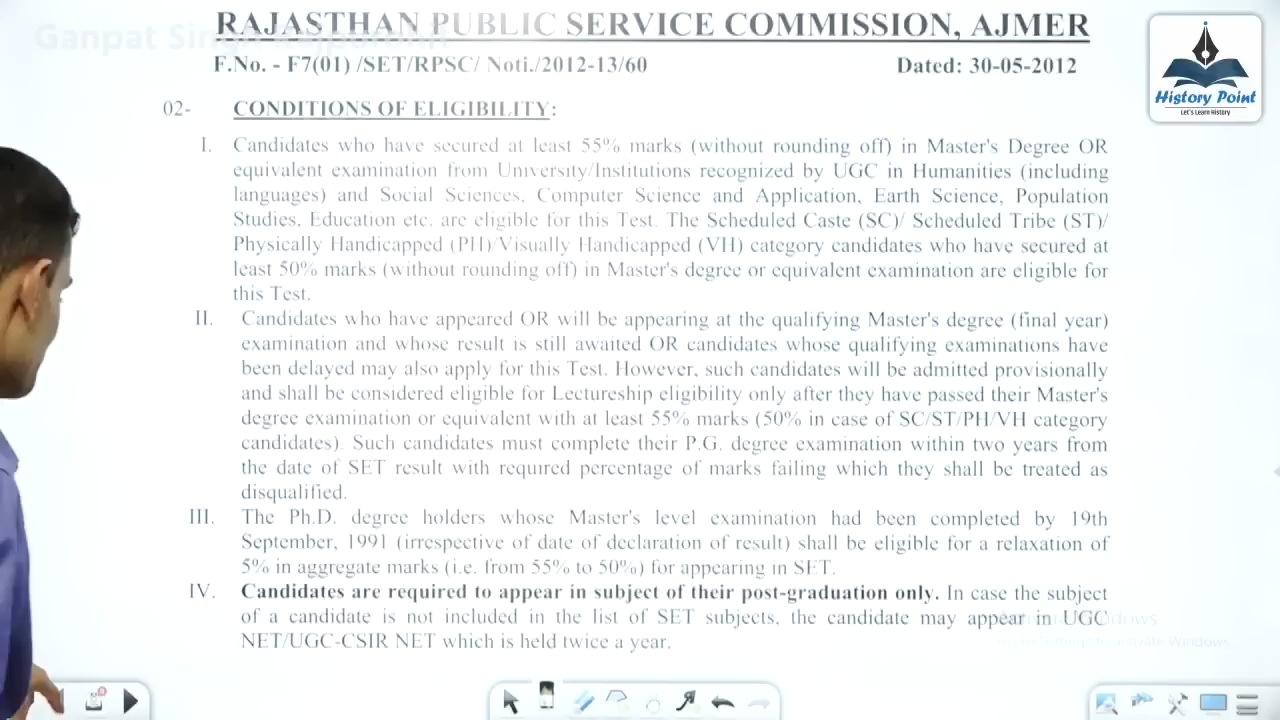 Ganpat Singh Rajpurohit
RAJASTHAN PUBLIC SERVICE COMMISSION, AJMER
F.No. - F7(01) /SET/RPSC/ Noti./2012-13/60
Dated: 30-05-2012
History Point
Let's Learn History
02- CONDITIONS OF ELIGIBILITY:
I. Candidates who have secured at least 55% marks (without rounding off) in Master's Degree OR
equivalent examination from University/Institutions recognized by UGC in Humanities (including
languages) and Social Sciences, Computer Science and Application, Earth Science, Population
Studies, Education etc. are eligible for this Test. The Scheduled Caste (SC)/ Scheduled Tribe (ST)/
Physically Handicapped (PH)/Visually Handicapped (VH) category candidates who have secured at
least 50% marks (without rounding off) in Master's degree or equivalent examination are eligible for
this Test.
II. Candidates who have appeared OR will be appearing at the qualifying Master's degree (final year)
examination and whose result is still awaited OR candidates whose qualifying examinations have
been delayed may also apply for this Test. However, such candidates will be admitted provisionally
and shall be considered eligible for Lectureship eligibility only after they have passed their Master's
degree examination or equivalent with at least 55% marks (50% in case of SC/ST/PH/VH category
candidates). Such candidates must complete their P.G. degree examination within two years from
the date of SET result with required percentage of marks failing which they shall be treated as
disqualified.
III. The Ph.D. degree holders whose Master's level examination had been completed by 19th
September, 1991 (irrespective of date of declaration of result) shall be eligible for a relaxation of
5% in aggregate marks (i.e. from 55% to 50%) for appearing in SET.
IV. Candidates are required to appear in subject of their post-graduation only. In case the subject
of a candidate is not included in the list of SET subjects, the candidate may appear in UGC
NET/UGC-CSIR NET which is held twice a year.